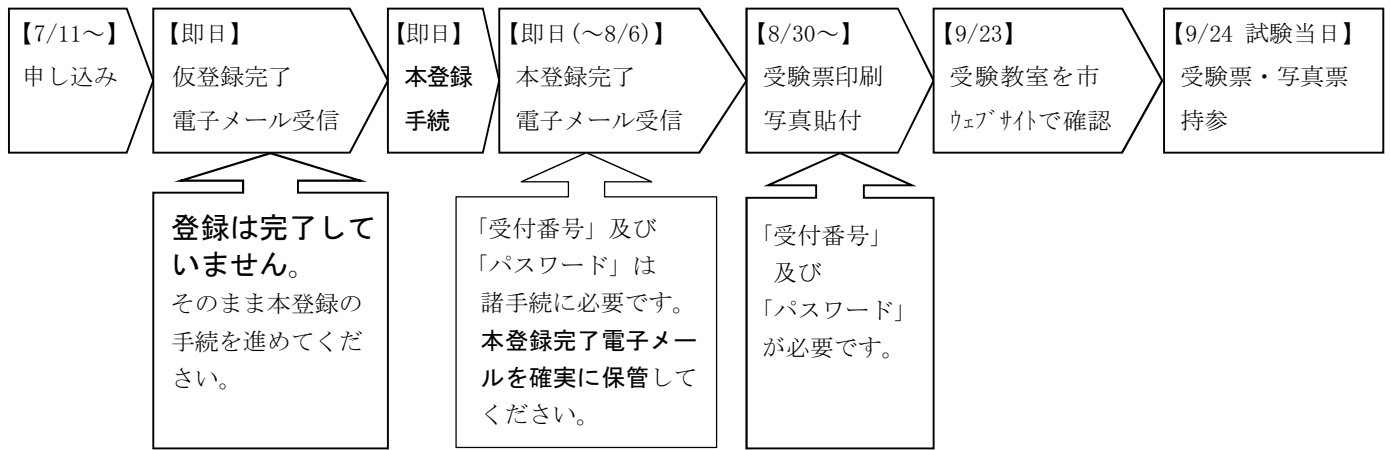 【7/11～】
申し込み
【即日】
仮登録完了
電子メール受信
【即日】
本登録
手続
【即日(～8/6)】
本登録完了
電子メール受信
【8/30～】
受験票印刷
写真貼付
【9/23】
受験教室を市
ｳｪﾌﾞｻｲﾄで確認
【9/24 試験当日】
受験票・写真票
持参
登録は完了して
いません。
そのまま本登録の
手続を進めてくだ
さい。
「受付番号」及び
「パスワード」は
諸手続に必要です。
本登録完了電子メー
ルを確実に保管して
ください。
「受付番号」
及び
「パスワード」
が必要です。